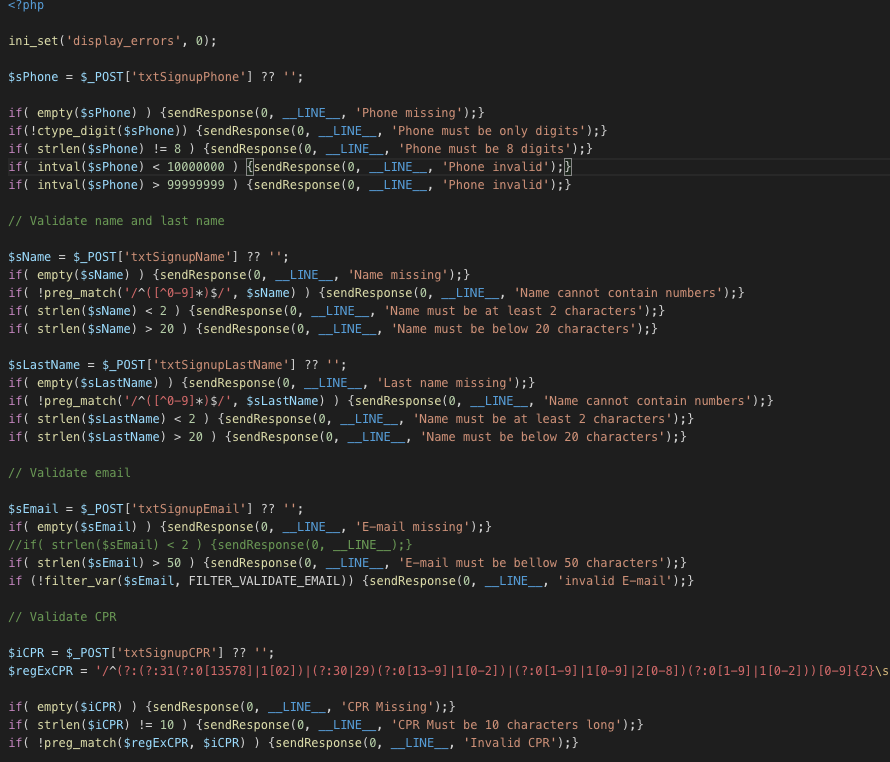 <?php
ini_set('display_errors', 0);
$sPhone = $_POST['txtSignupPhone'] ?? '';
if( empty($sPhone) ) {sendResponse(0, __LINE__, 'Phone missing');}
if(!ctype_digit($sPhone)) {sendResponse(0, __LINE__, 'Phone must be only digits');}
if( strlen($sPhone) != 8 ) {sendResponse(0, __LINE__, 'Phone must be 8 digits');}
if( intval($sPhone) < 10000000 ) {sendResponse(0, __LINE__, 'Phone invalid');}
if( intval($sPhone) > 99999999 ) {sendResponse(0, __LINE__, 'Phone invalid');}
// Validate name and last name
$sName = $_POST['txtSignupName'] ?? '';
if( empty($sName) ) {sendResponse(0, __LINE__, 'Name missing');}
if( !preg_match('/^([^0-9]*)$/', $sName) ) {sendResponse(0, __LINE__, 'Name cannot contain numbers');}
if( strlen($sName) < 2 ) {sendResponse(0, __LINE__, 'Name must be at least 2 characters');}
if( strlen($sName) > 20 ) {sendResponse(0, __LINE__, 'Name must be below 20 characters');}
$sLastName = $_POST['txtSignupLastName'] ?? '';
if( empty($sLastName) ) {sendResponse(0, __LINE__, 'Last name missing');}
if( !preg_match('/^([^0-9]*)$/', $sLastName) ) {sendResponse(0, __LINE__, 'Name cannot contain numbers');}
if( strlen($sLastName) < 2 ) {sendResponse(0, __LINE__, 'Name must be at least 2 characters');}
if( strlen($sLastName) > 20 ) {sendResponse(0, __LINE__, 'Name must be below 20 characters');}
// Validate email
$sEmail = $_POST['txtSignupEmail'] ?? '';
if( empty($sEmail) ) {sendResponse(0, __LINE__, 'E-mail missing');}
//if( strlen($sEmail) < 2 ) {sendResponse(0, __LINE__);}
if( strlen($sEmail) > 50 ) {sendResponse(0, __LINE__, 'E-mail must be bellow 50 characters');}
if (!filter_var($sEmail, FILTER_VALIDATE_EMAIL)) {sendResponse(0, __LINE__, 'invalid E-mail');}
// Validate CPR
$iCPR = $_POST['txtSignupCPR'] ?? '';
$regExCPR = '/^(?:(?:31(?:0[13578]|1[02])|(?:30|29)(?:0[13-9]|1[0-2])|(?:0[1-9]|1[0-9]|2[0-8])(?:0[1-9]|1[0-2]))[0-9]{2}\s
if( empty($iCPR) ) {sendResponse(0, __LINE__, 'CPR Missing');}
if( strlen($iCPR) != 10 ) {sendResponse(0, __LINE__, 'CPR Must be 10 characters long');}
if( !preg_match($regExCPR, $iCPR) ) {sendResponse(0, __LINE__, 'Invalid CPR');}